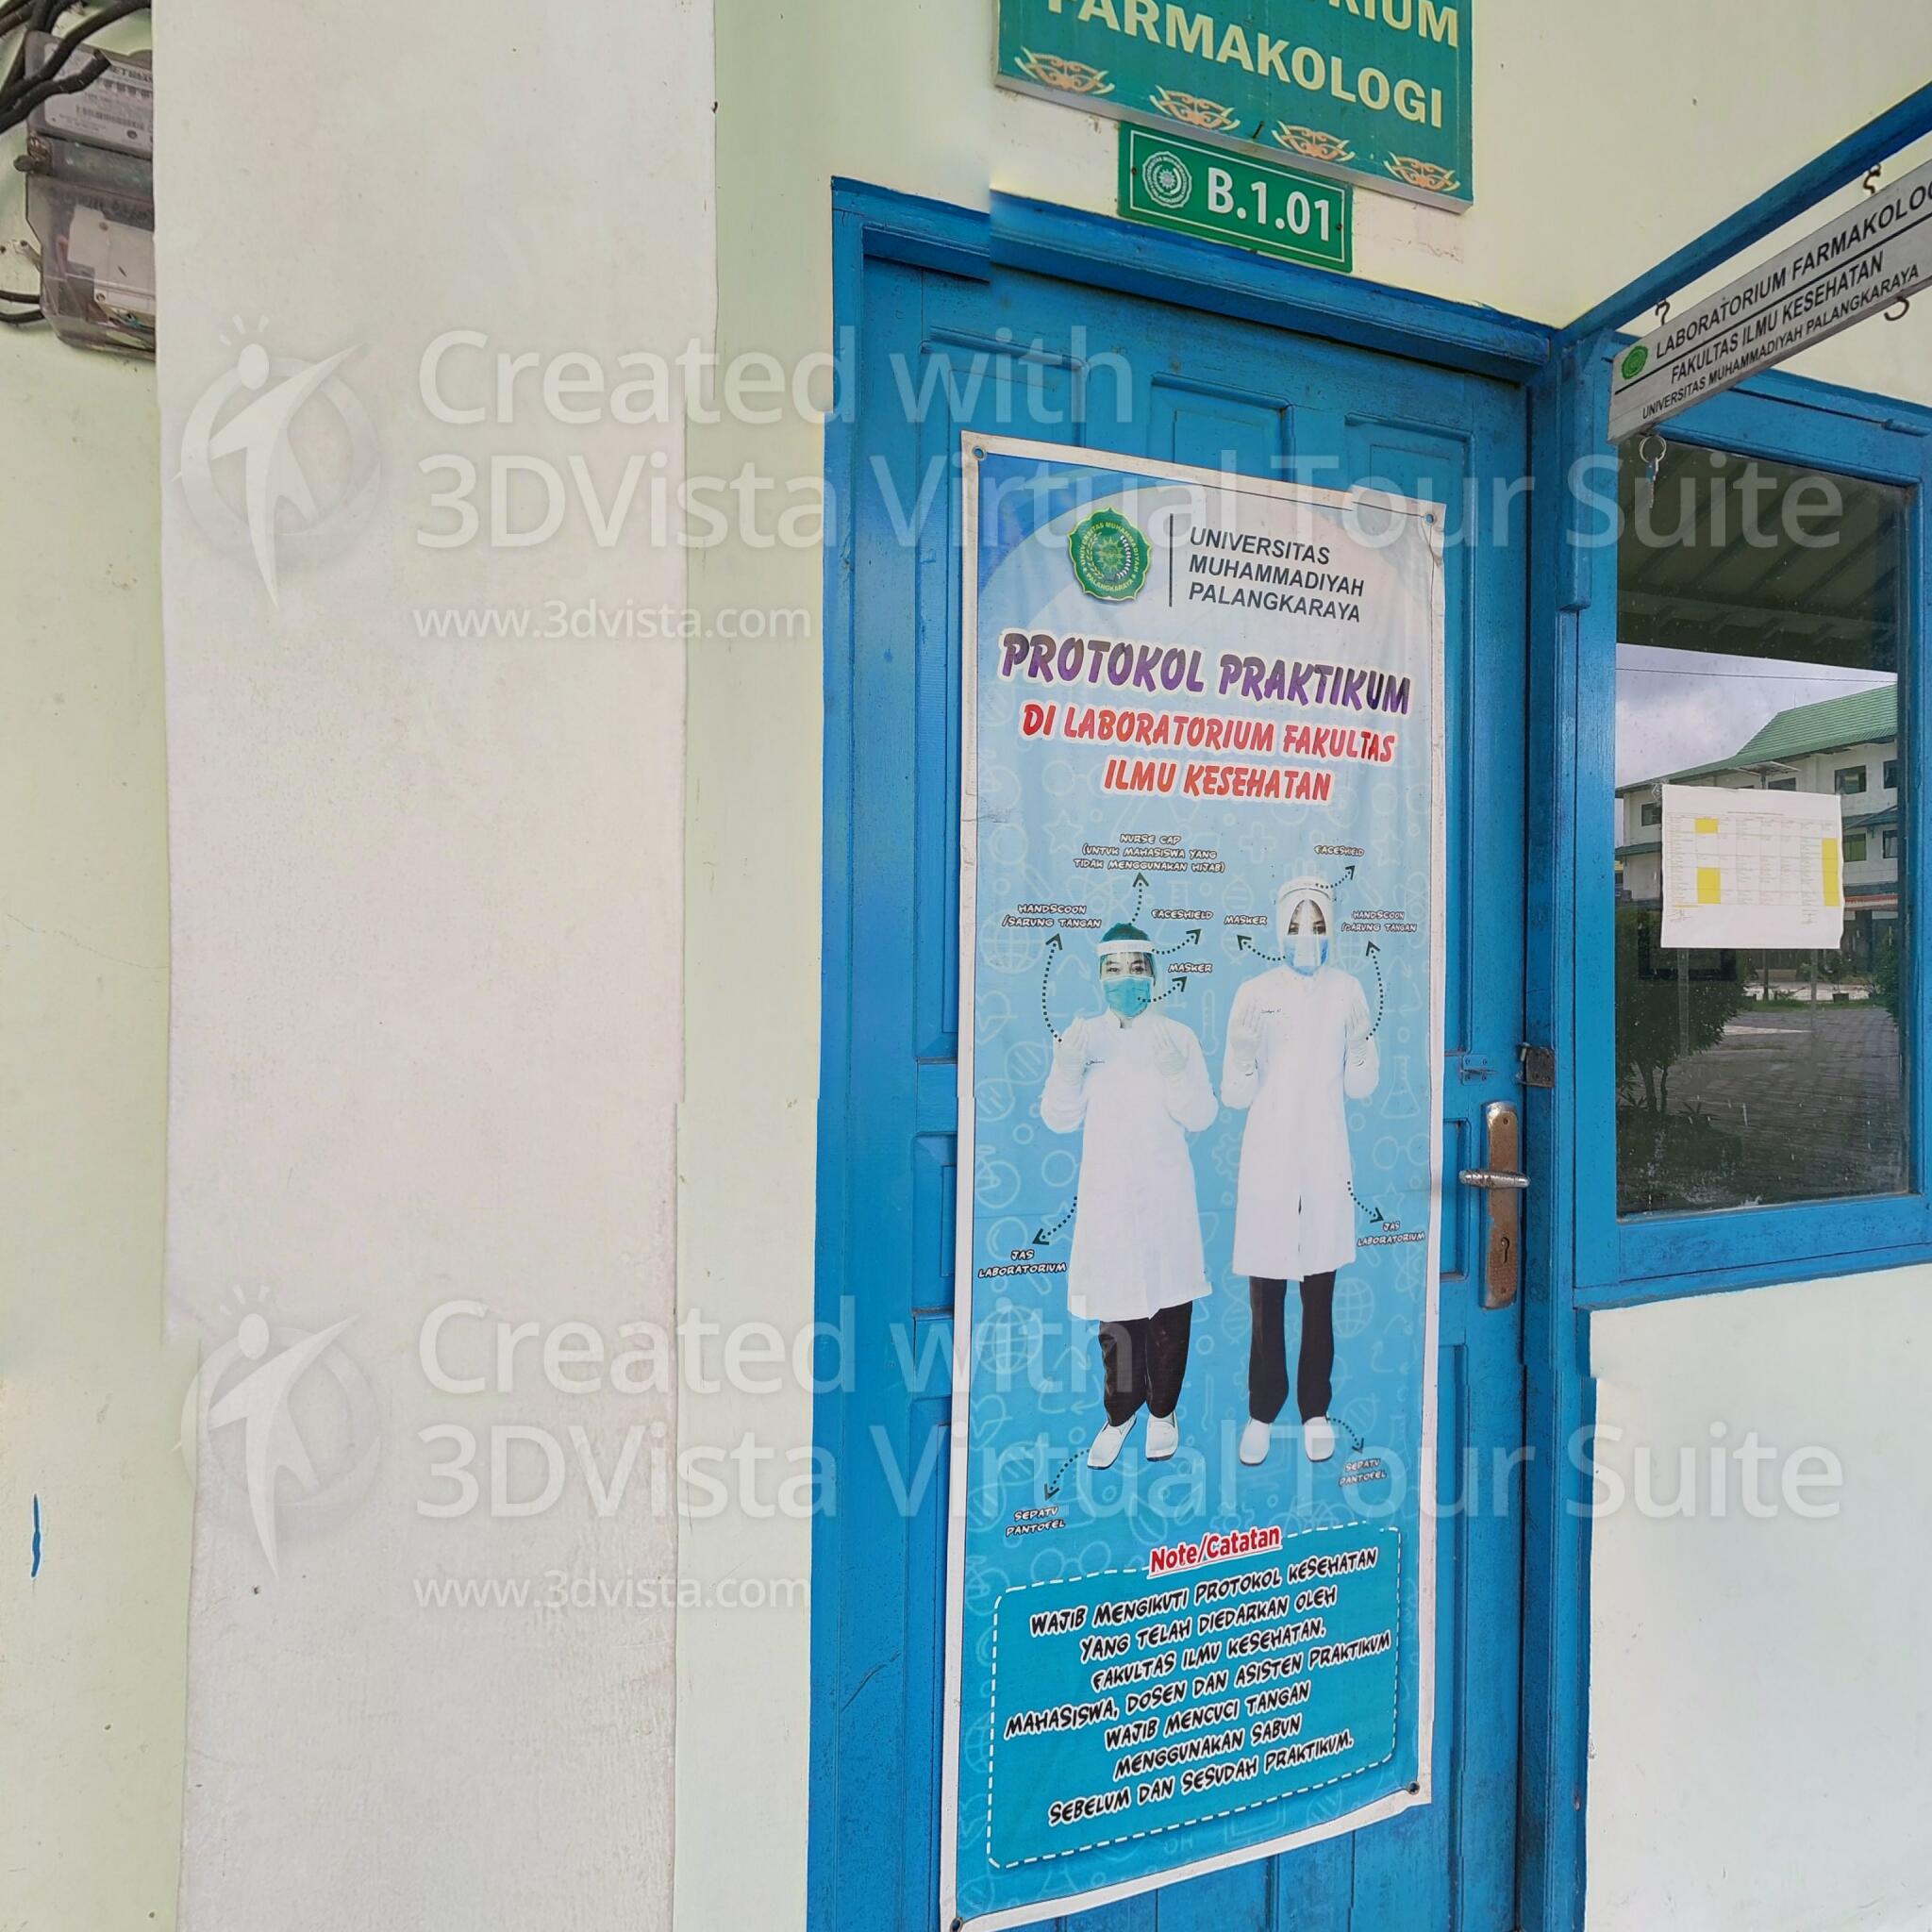 FARMAKOLOGI
B.1.01
LABORATORIUM
FAKULTAS ILMU KESEHATAN
UNIVERSITAS MUHAMMADIYAH PALANGKARAYA
Created with
3DVista Virtual Tour Suite
www.3dvista.com
UNIVERSITAS
MUHAMMADIYAH
PALANGKARAYA
PROTOKOL PRAKTIKUM
DI LABORATORIUM FAKULTAS
ILMU KESEHATAN
NURSE CAP
(UNTUK MAHASISWA YANG
TIDAK MENGGUNAKAN HIJAB)
FACESHIELD
HANDSCOON
/SARUNG TANGAN
FACESHIELD
MASKER
HANDSCOON
/SARUNG TANGAN
MASKER
JAS
LABORATORIUM
JAS
LABORATORIUM
SEPATU
PANTOFEL
SEPATU
PANTOFEL
Created with
3DVista Virtual Tour Suite
www.3dvista.com
Note/Catatan
WAJIB MENGIKUTI PROTOKOL KESEHATAN
YANG TELAH DIEDARKAN OLEH
FAKULTAS ILMU KESEHATAN.
MAHASISWA, DOSEN DAN ASISTEN PRAKTIKUM
WAJIB MENCUCI TANGAN
MENGGUNAKAN SABUN
SEBELUM DAN SESUDAH PRAKTIKUM.